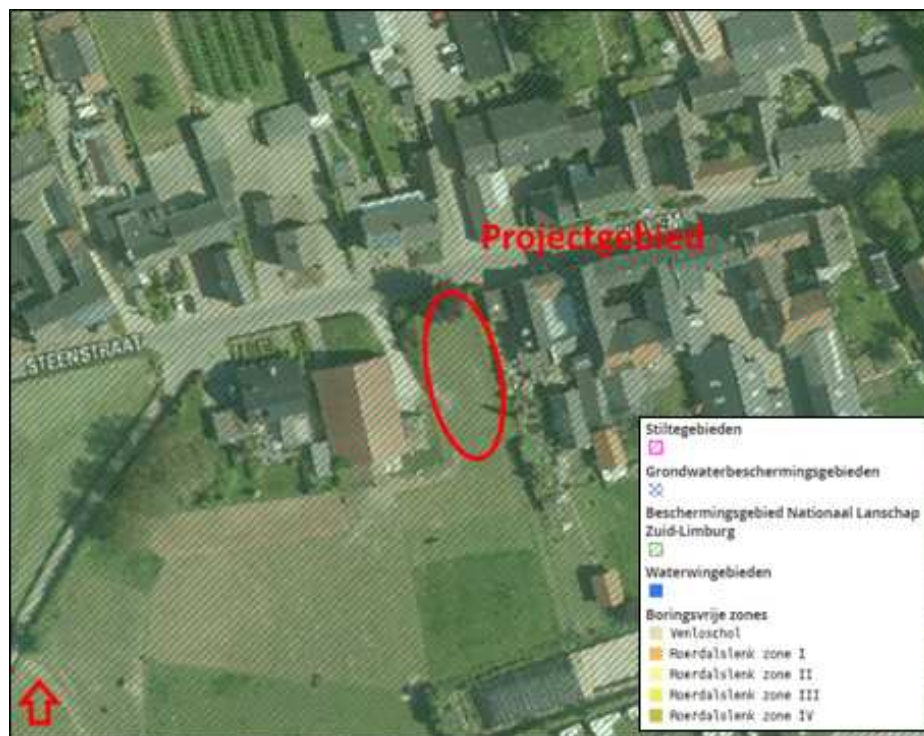 Projectgebied
STEENSTRAAT
Stiltegebieden
Grondwaterbeschermingsgebieden
Beschermingsgebied Nationaal Lanschap
Zuid-Limburg
Waterwingebieden
Boringsvrije zones
Venloschol
Roerdalslenk zone I
Roerdalslenk zone II
Roerdalslenk zone III
Roerdalslenk zone IV